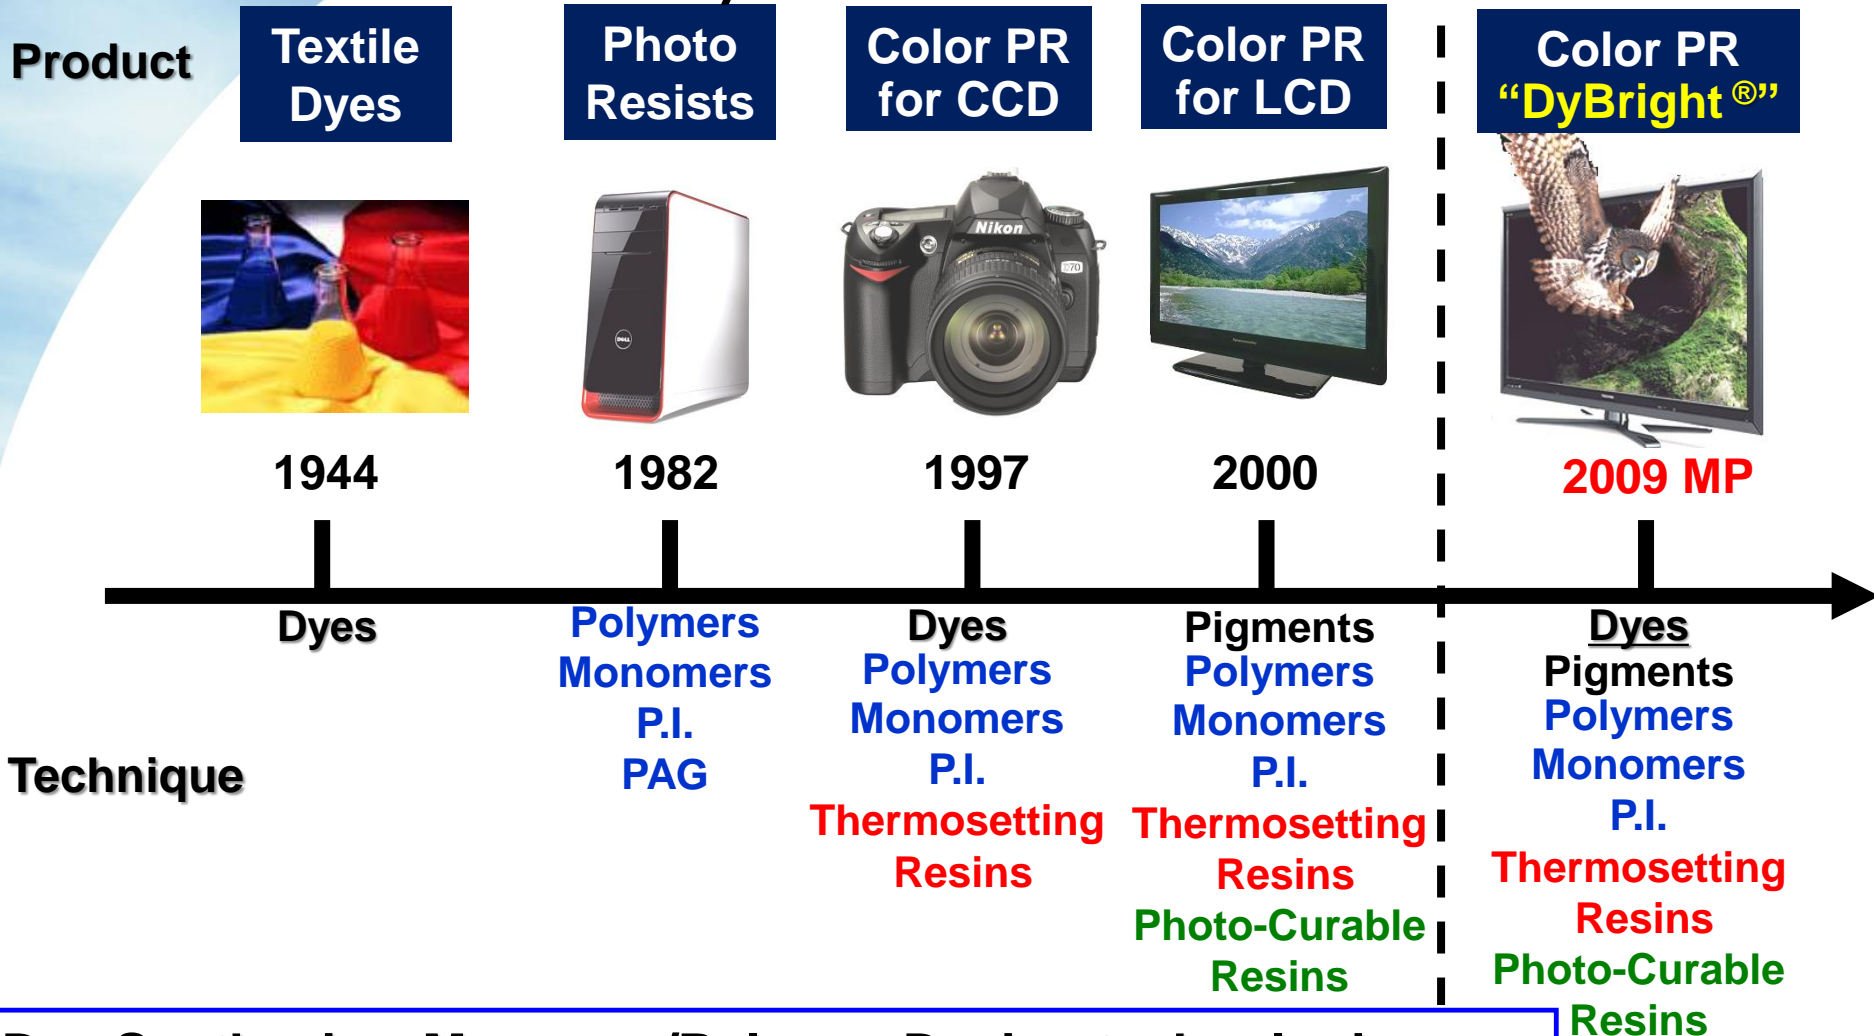 Product
Textile
Dyes
Photo
Resists
Color PR
for CCD
Color PR
for LCD
Color PR
“DyBright ®”
DELL
Nikon
D70
1944
1982
1997
2000
2009 MP
Dyes
Polymers
Monomers
P.I.
PAG
Dyes
Polymers
Monomers
P.I.
Thermosetting
Resins
Pigments
Polymers
Monomers
P.I.
Thermosetting
Resins
Photo-Curable
Resins
Dyes
Pigments
Polymers
Monomers
P.I.
Thermosetting
Resins
Photo-Curable
Resins
Technique